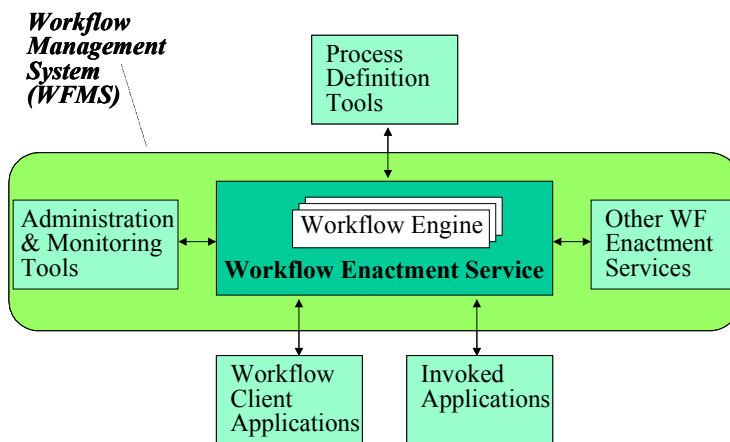 Workflow
Management
System
(WFMS)
Process
Definition
Tools
Administration
& Monitoring
Tools
Workflow Engine
Workflow Enactment Service
Other WF
Enactment
Services
Workflow
Client
Applications
Invoked
Applications